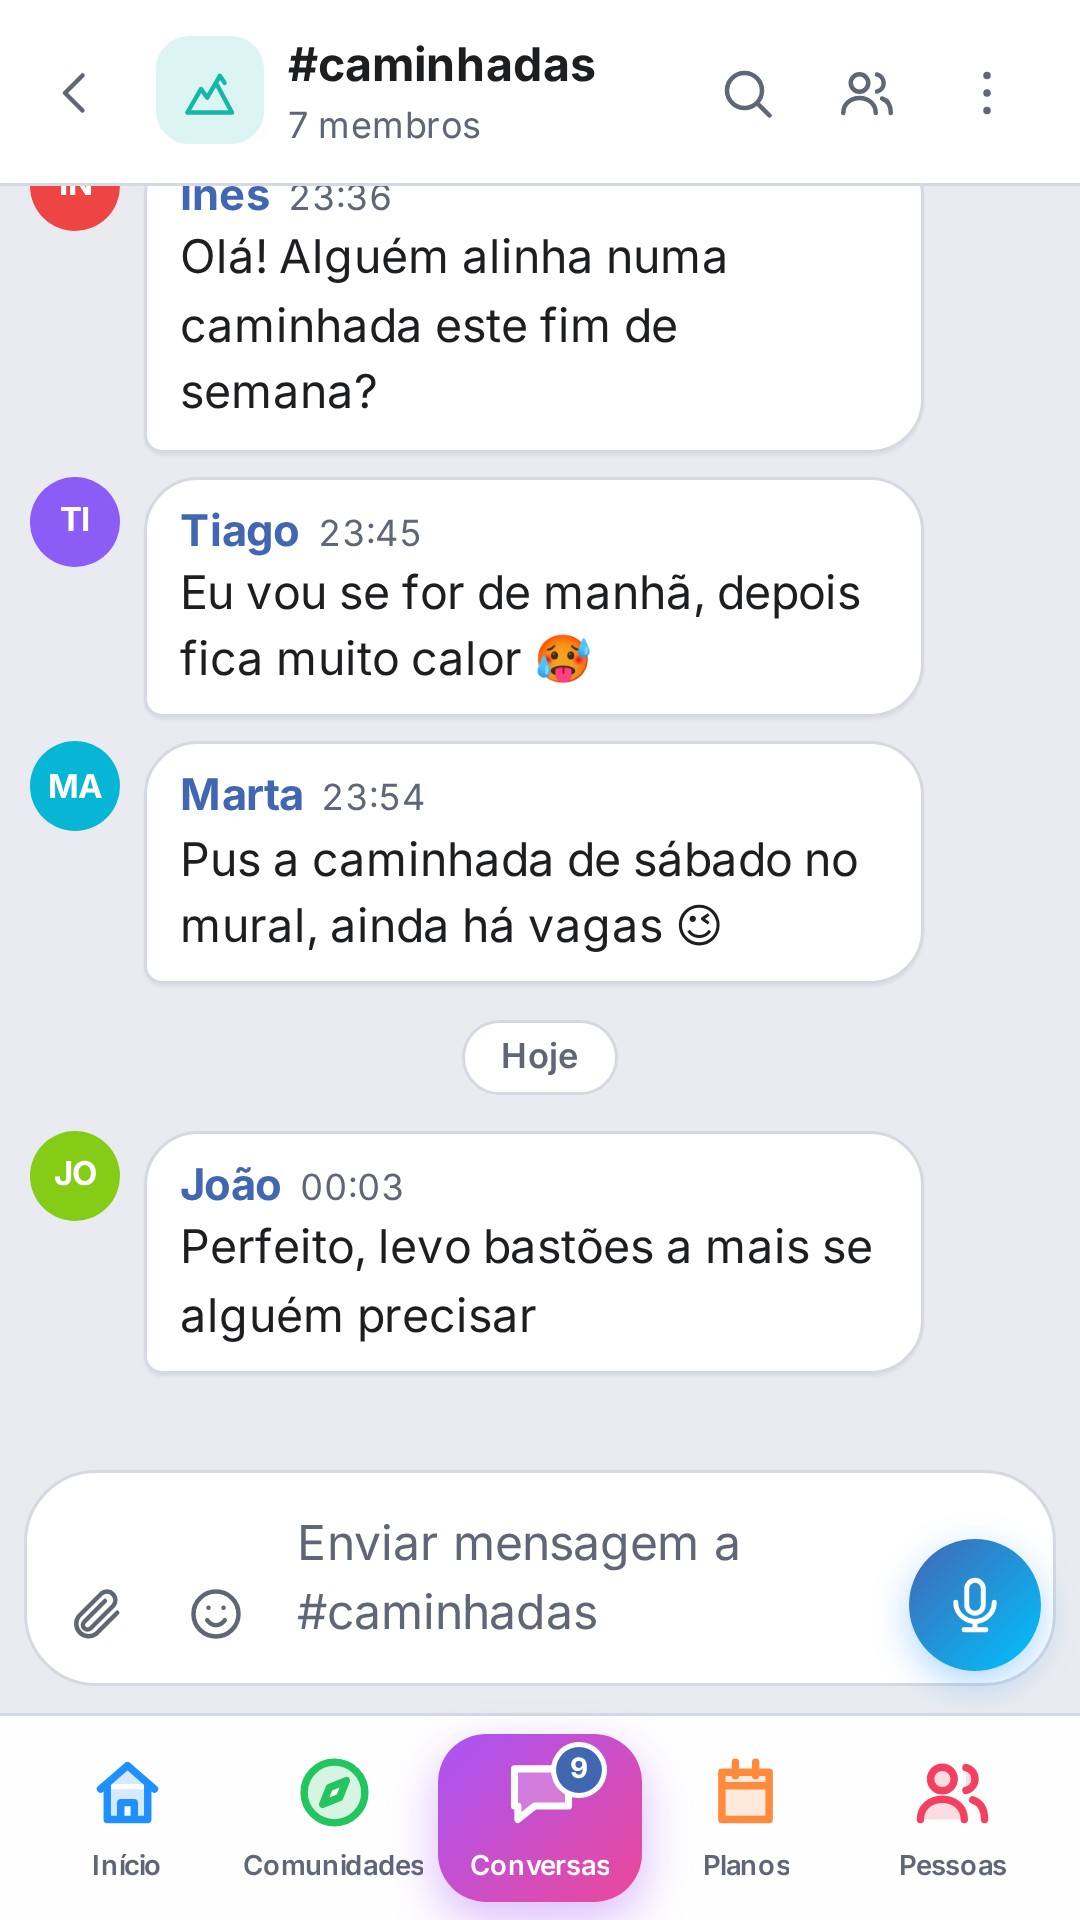 #caminhadas
7 membros
IN
Inês 23:36
Olá! Alguém alinha numa
caminhada este fim de
semana?
TI
Tiago 23:45
Eu vou se for de manhã, depois
fica muito calor 🥵
MA
Marta 23:54
Pus a caminhada de sábado no
mural, ainda há vagas 😉
Hoje
JO
João 00:03
Perfeito, levo bastões a mais se
alguém precisar
Enviar mensagem a
#caminhadas
9
Início
Comunidades
Conversas
Planos
Pessoas